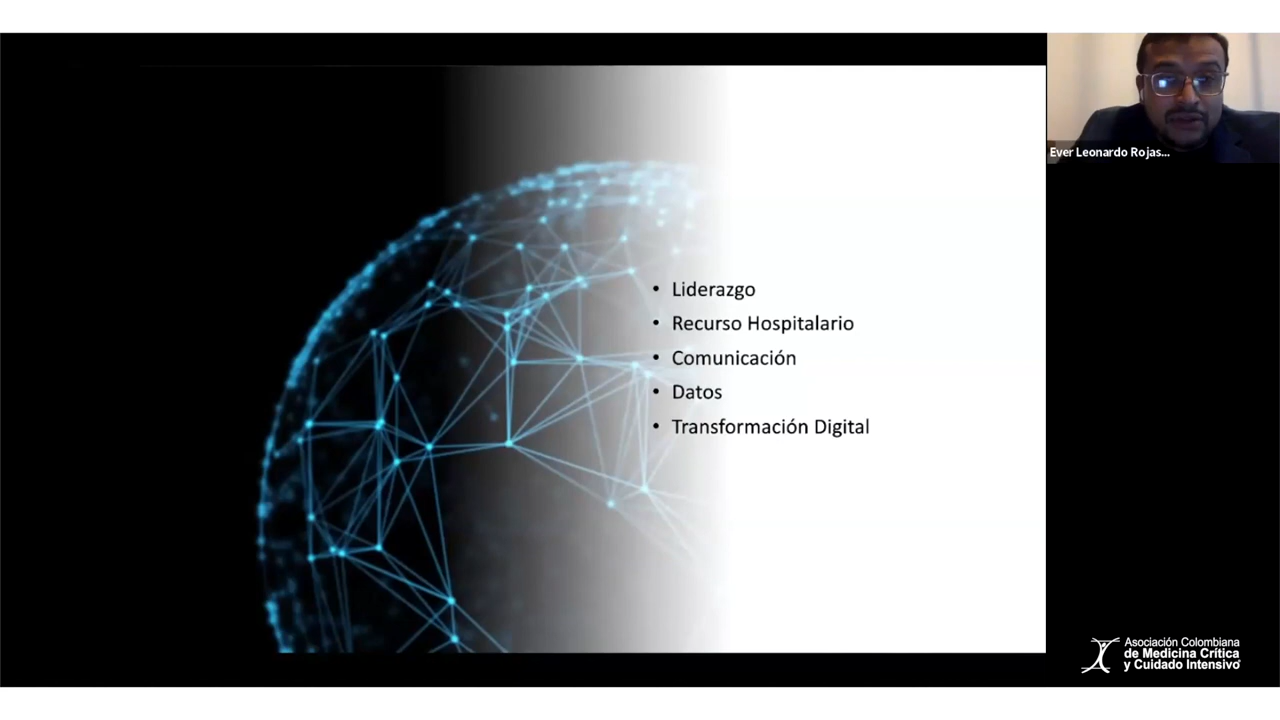 Liderazgo
Recurso Hospitalario
Comunicación
Datos
Transformación Digital
Ever Leonardo Rojas...
Asociación Colombiana
de Medicina Crítica
y Cuidado Intensivo